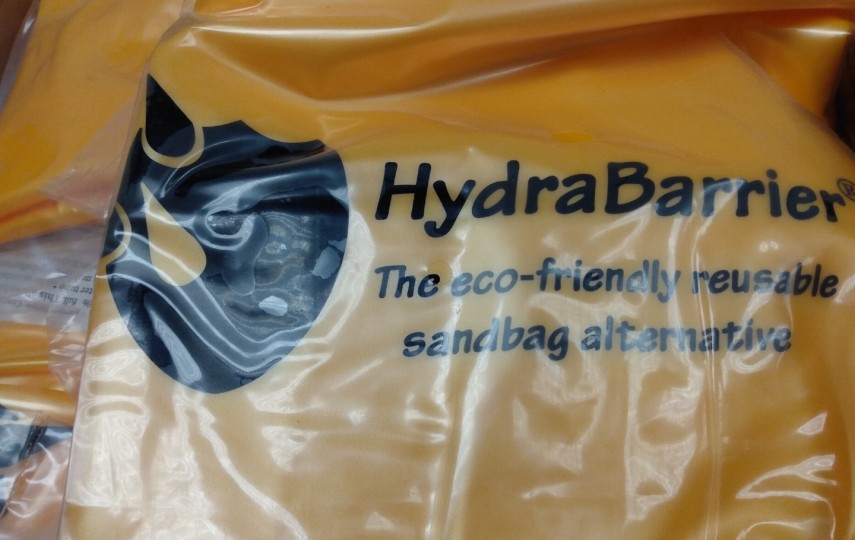 HydraBarrier®
The eco-friendly reusable
sandbag alternative